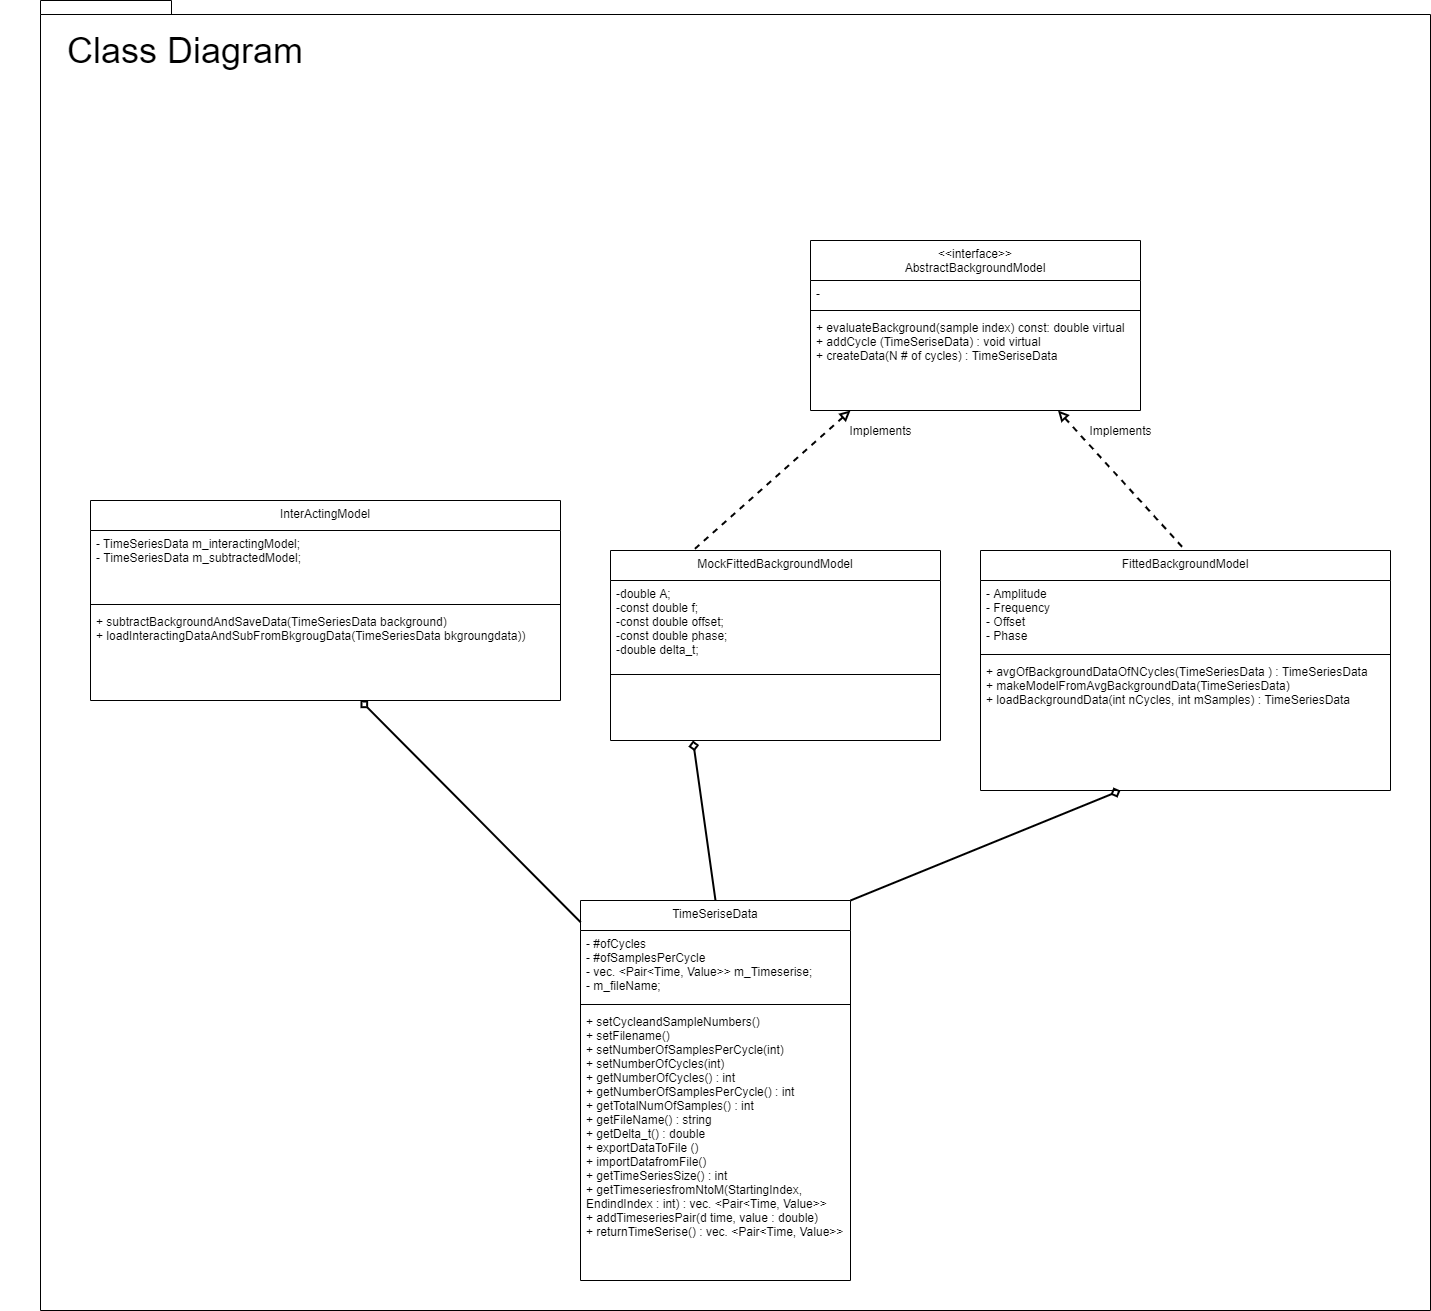 Class Diagram
<<interface>>
AbstractBackgroundModel
-
+ evaluateBackground(sample index) const: double virtual
+ addCycle (TimeSeriseData) : void virtual
+ createData(N # of cycles) : TimeSeriseData
Implements
Implements
InterActingModel
- TimeSeriesData m_interactingModel;
- TimeSeriesData m_subtractedModel;
+ subtractBackgroundAndSaveData(TimeSeriesData background)
+ loadInteractingDataAndSubFromBkgrougData(TimeSeriesData bkgroungdata))
MockFittedBackgroundModel
-double A;
-const double f;
-const double offset;
-const double phase;
-double delta_t;
FittedBackgroundModel
- Amplitude
- Frequency
- Offset
- Phase
+ avgOfBackgroundDataOfNCycles(TimeSeriesData ) : TimeSeriesData
+ makeModelFromAvgBackgroundData(TimeSeriesData)
+ loadBackgroundData(int nCycles, int mSamples) : TimeSeriesData
TimeSeriseData
- #ofCycles
- #ofSamplesPerCycle
- vec. <Pair<Time, Value>> m_Timeserise;
- m_fileName;
+ setCycleandSampleNumbers()
+ setFilename()
+ setNumberOfSamplesPerCycle(int)
+ setNumberOfCycles(int)
+ getNumberOfCycles() : int
+ getNumberOfSamplesPerCycle() : int
+ getTotalNumOfSamples() : int
+ getFileName() : string
+ getDelta_t() : double
+ exportDataToFile ()
+ importDatafromFile()
+ getTimeSeriesSize() : int
+ getTimeseriesfromNtoM(StartingIndex,
EndindIndex : int) : vec. <Pair<Time, Value>>
+ addTimeseriesPair(d time, value : double)
+ returnTimeSerise() : vec. <Pair<Time, Value>>